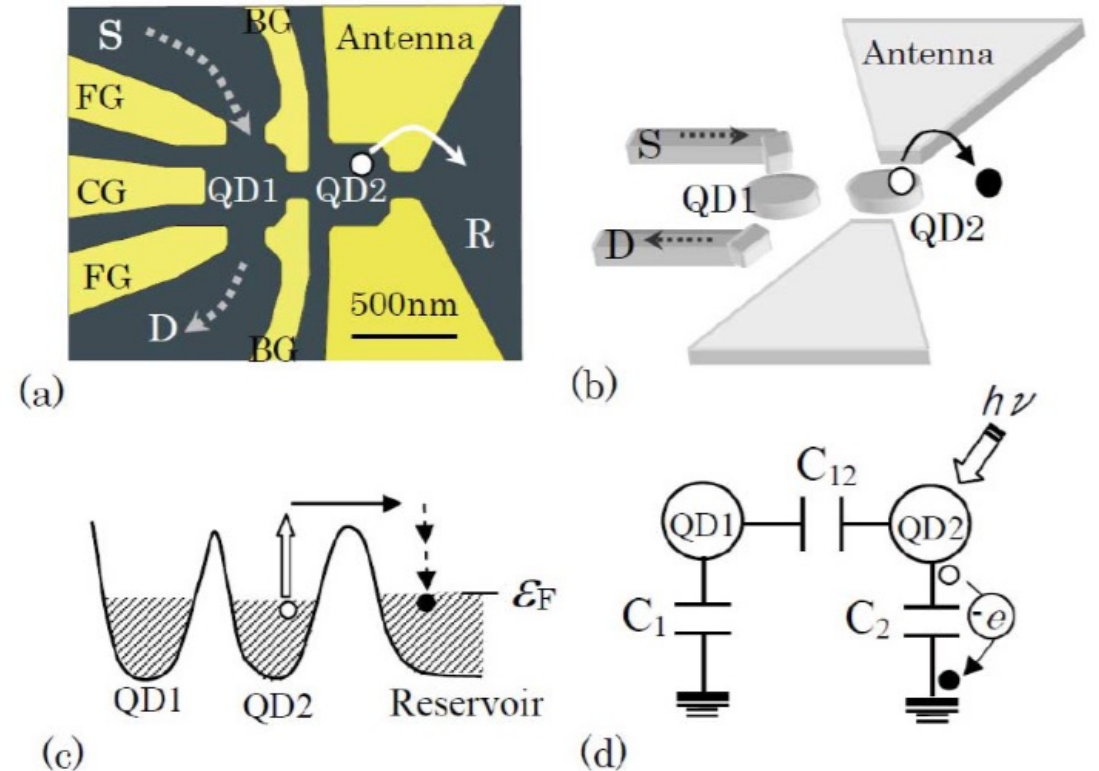 S
BG
Antenna
FG
CG
QD1
QD2
R
FG
D
BG
500nm
(a)
Antenna
S
QD1
QD2
D
(b)
εF
QD1
QD2
Reservoir
(c)
hν
C12
QD1
QD2
C1
C2
-e
(d)